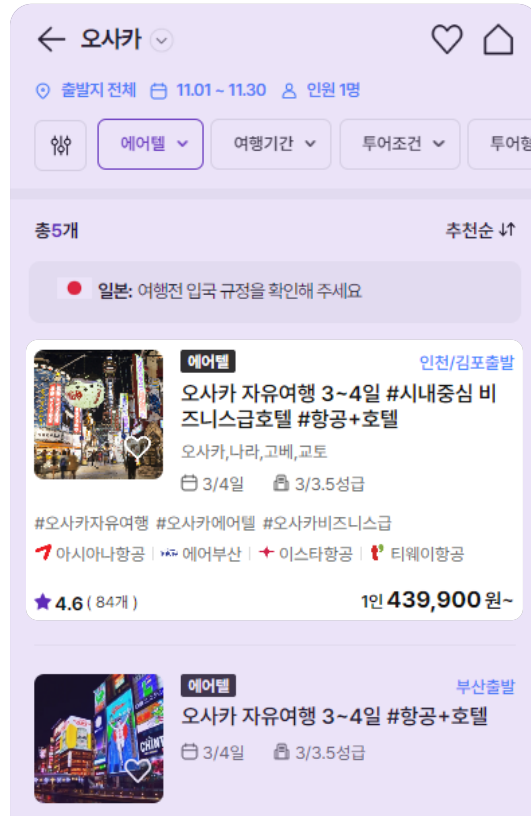 오사카
출발지 전체 11.01 ~ 11.30 인원 1명
에어텔 여행기간 투어조건 투어형
총5개 추천순
일본: 여행전 입국 규정을 확인해 주세요
에어텔 인천/김포출발
오사카 자유여행 3~4일 #시내중심 비
즈니스급호텔 #항공+호텔
오사카,나라,고베,교토
3/4일 3/3.5성급
#오사카자유여행 #오사카에어텔 #오사카비즈니스급
아시아나항공 에어부산 이스타항공 티웨이항공
4.6 ( 84개 ) 1인 439,900 원~
에어텔 부산출발
오사카 자유여행 3~4일 #항공+호텔
3/4일 3/3.5성급